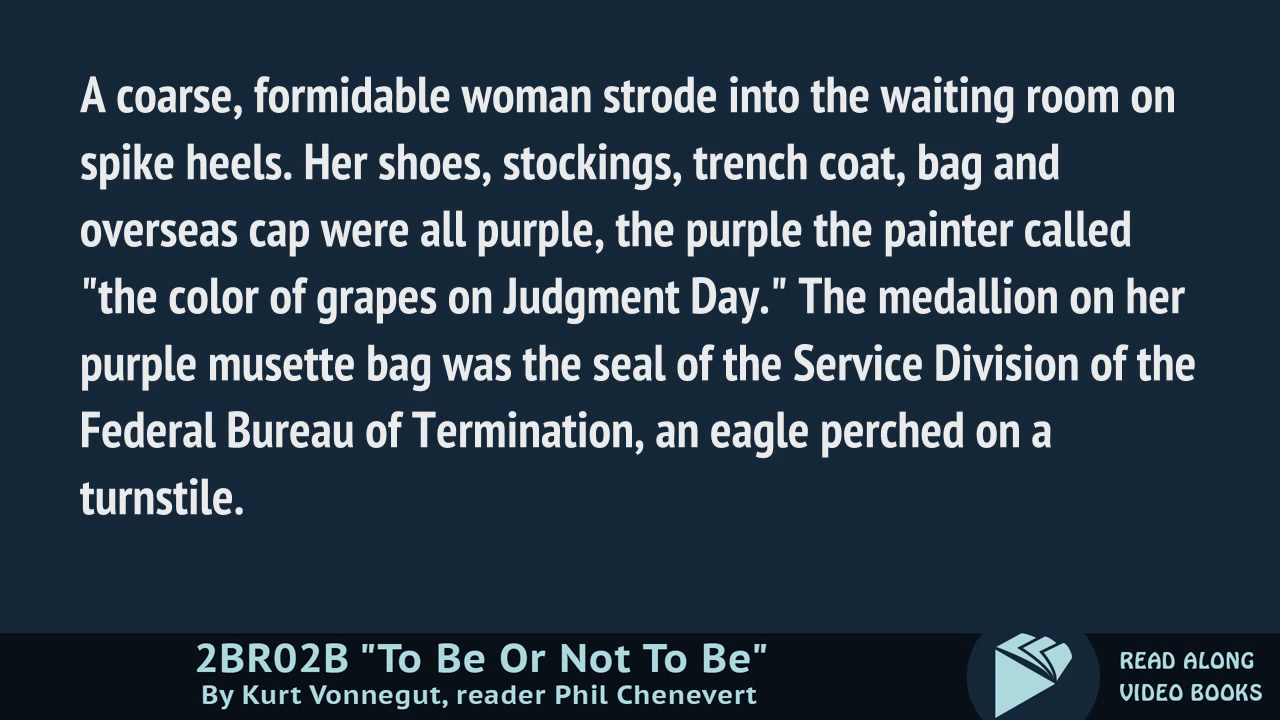 A coarse, formidable woman strode into the waiting room on
spike heels. Her shoes, stockings, trench coat, bag and
overseas cap were all purple, the purple the painter called
"the color of grapes on Judgment Day." The medallion on her
purple musette bag was the seal of the Service Division of the
Federal Bureau of Termination, an eagle perched on a
turnstile.
2BR02B "To Be Or Not To Be"
By Kurt Vonnegut, reader Phil Chenevert
READ ALONG
VIDEO BOOKS